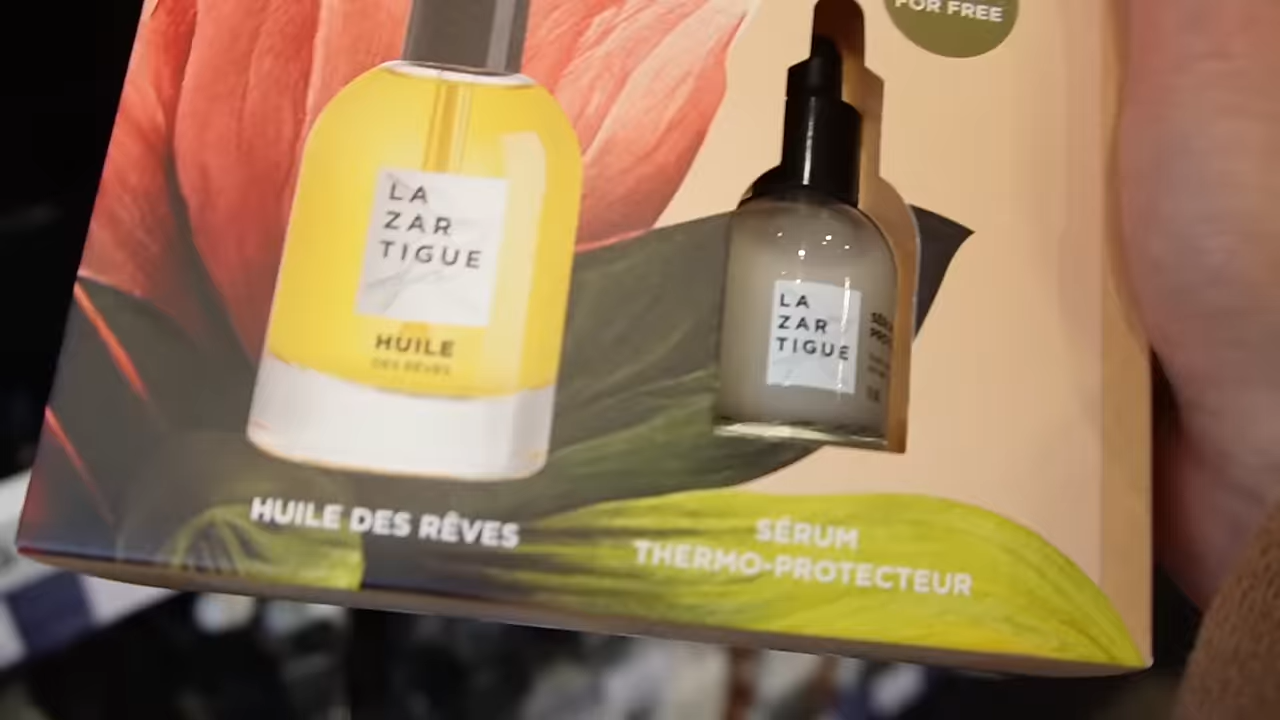 FOR FREE
LA
ZAR
TIGUE
HUILE
DES RÊVES
LA
ZAR
TIGUE
HUILE DES RÊVES
SÉRUM
THERMO-PROTECTEUR